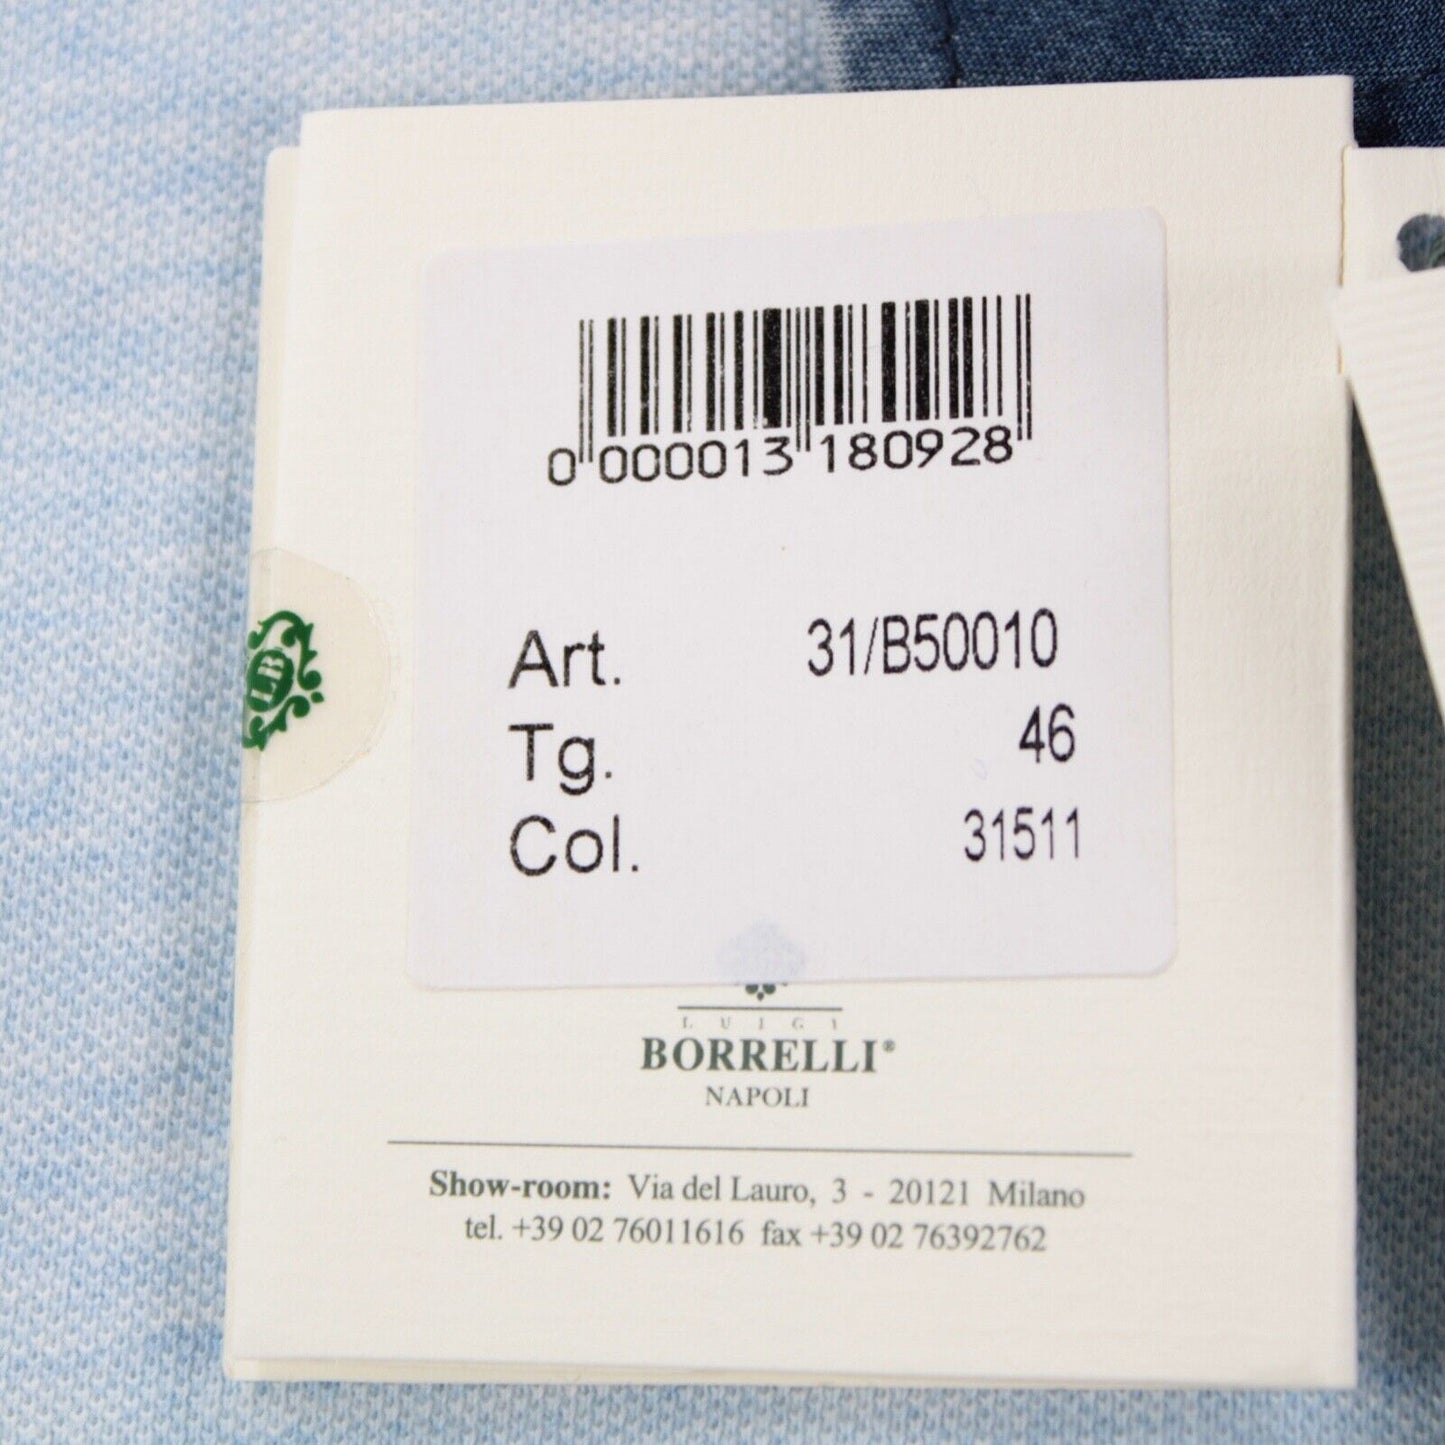 0 000013 180928
Art. 31/B50010
Tg. 46
Col. 31511
LB
LUIGI
BORRELLI®
NAPOLI
Show-room: Via del Lauro, 3 - 20121 Milano
tel. +39 02 76011616 fax +39 02 76392762